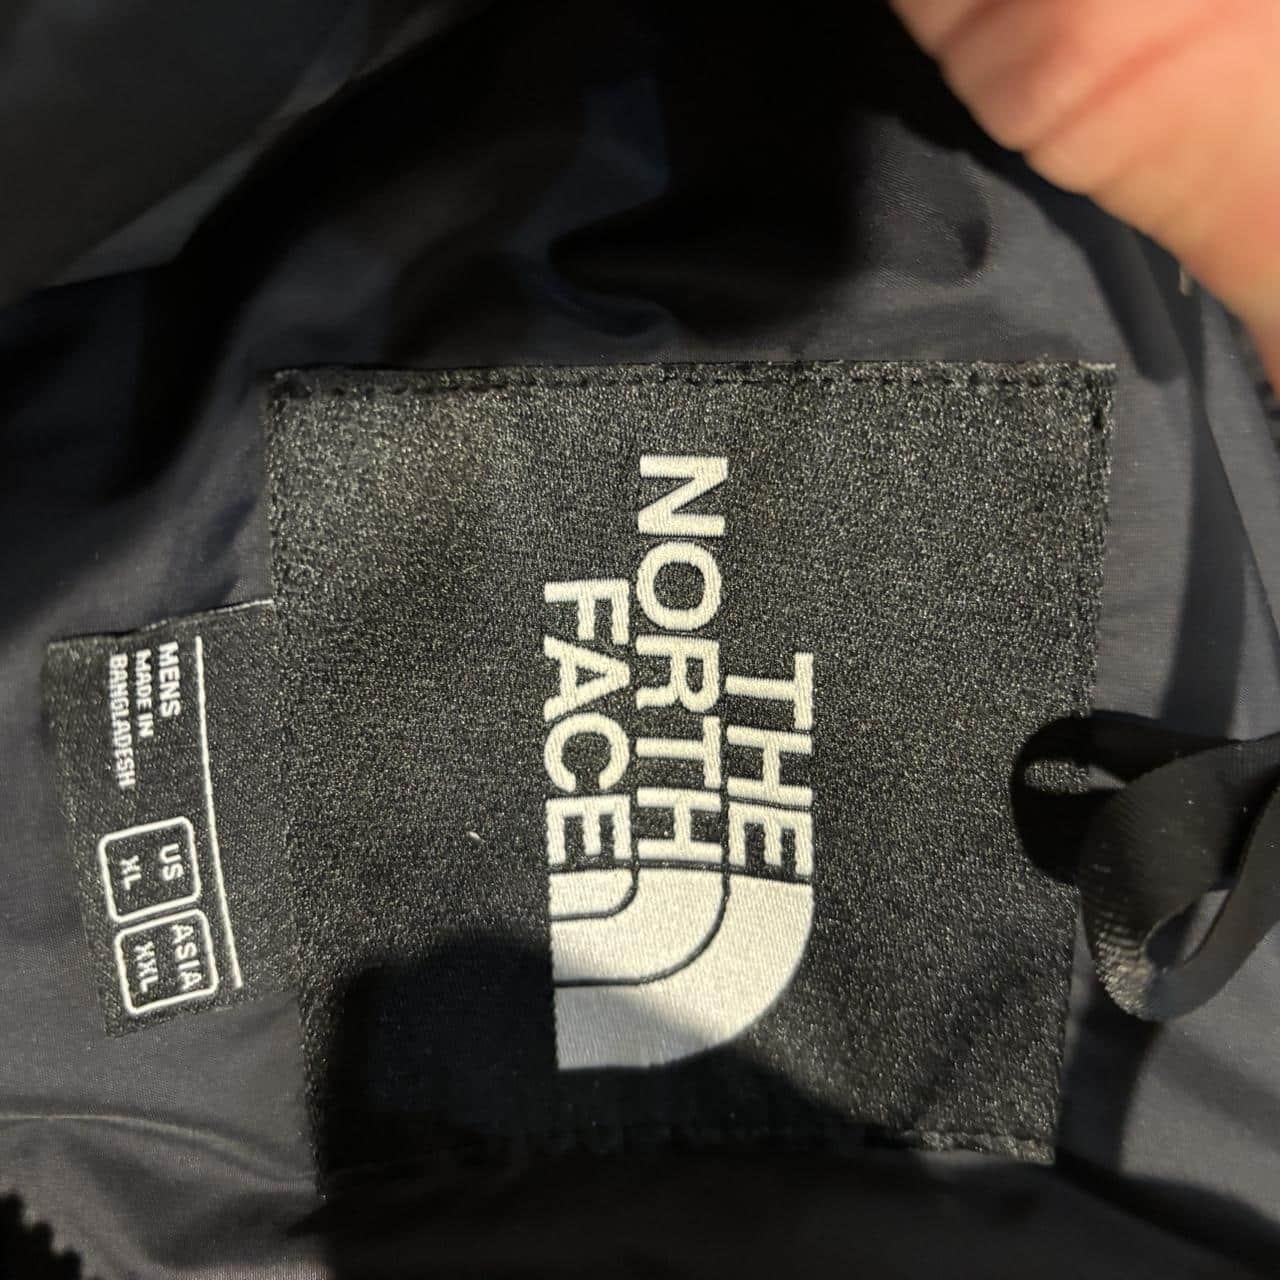 THE
NORTH
FACE
MENS
MADE IN
BANGLADESH
US
XL
ASIA
XXL